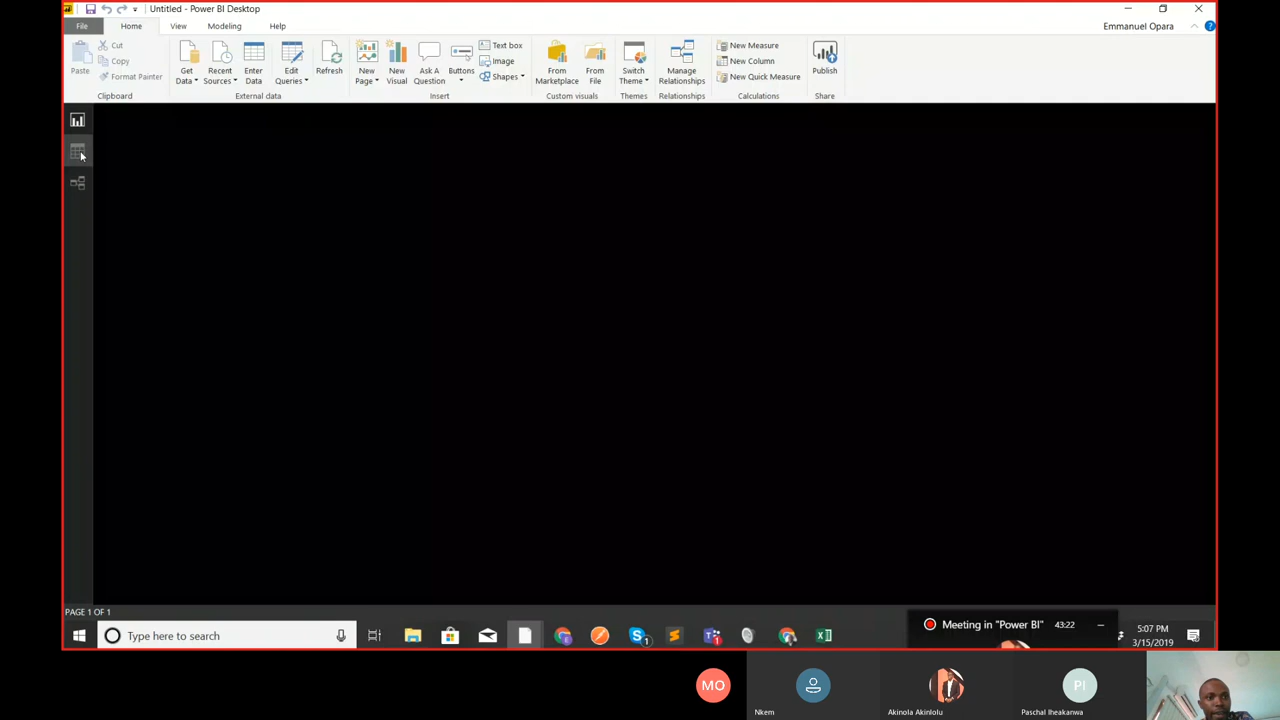 Untitled - Power BI Desktop
File Home View Modeling Help Emmanuel Opara
Paste
Cut
Copy
Format Painter
Clipboard
Get Data
Recent Sources
Enter Data
Edit Queries
Refresh
External data
New Page
New Visual
Ask A Question
Buttons
Text box
Image
Shapes
Insert
From Marketplace
From File
Custom visuals
Switch Theme
Themes
Manage Relationships
Relationships
New Measure
New Column
New Quick Measure
Calculations
Publish
Share
PAGE 1 OF 1
Type here to search
Meeting in "Power BI" 43:22
5:07 PM
3/15/2019
MO
PI
Nkem
Akinola Akinlolu
Paschal Iheakanwa